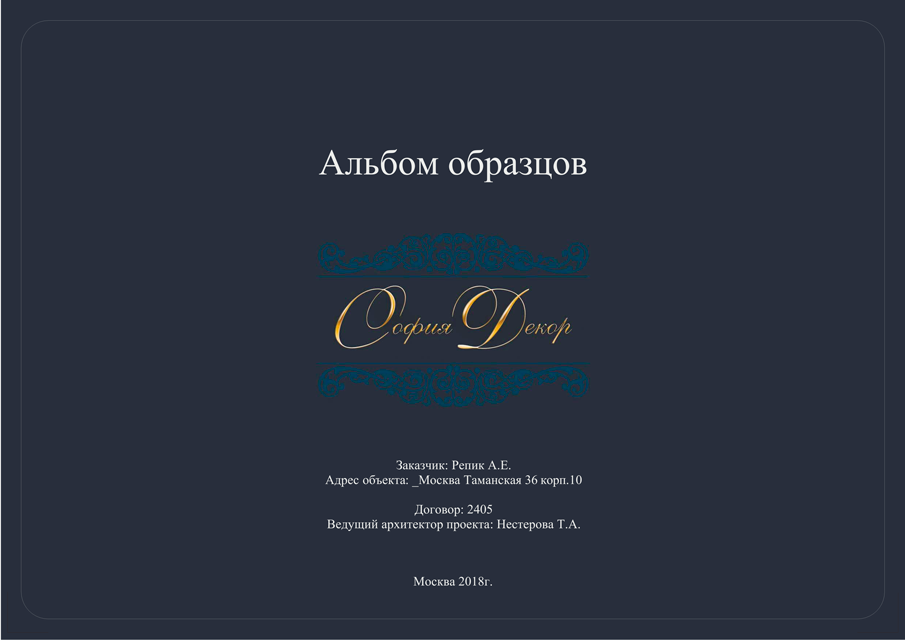 Альбом образцов
София Декор
Заказчик: Репик А.Е.
Адрес объекта: _Москва Таманская 36 корп.10
Договор: 2405
Ведущий архитектор проекта: Нестерова Т.А.
Москва 2018г.